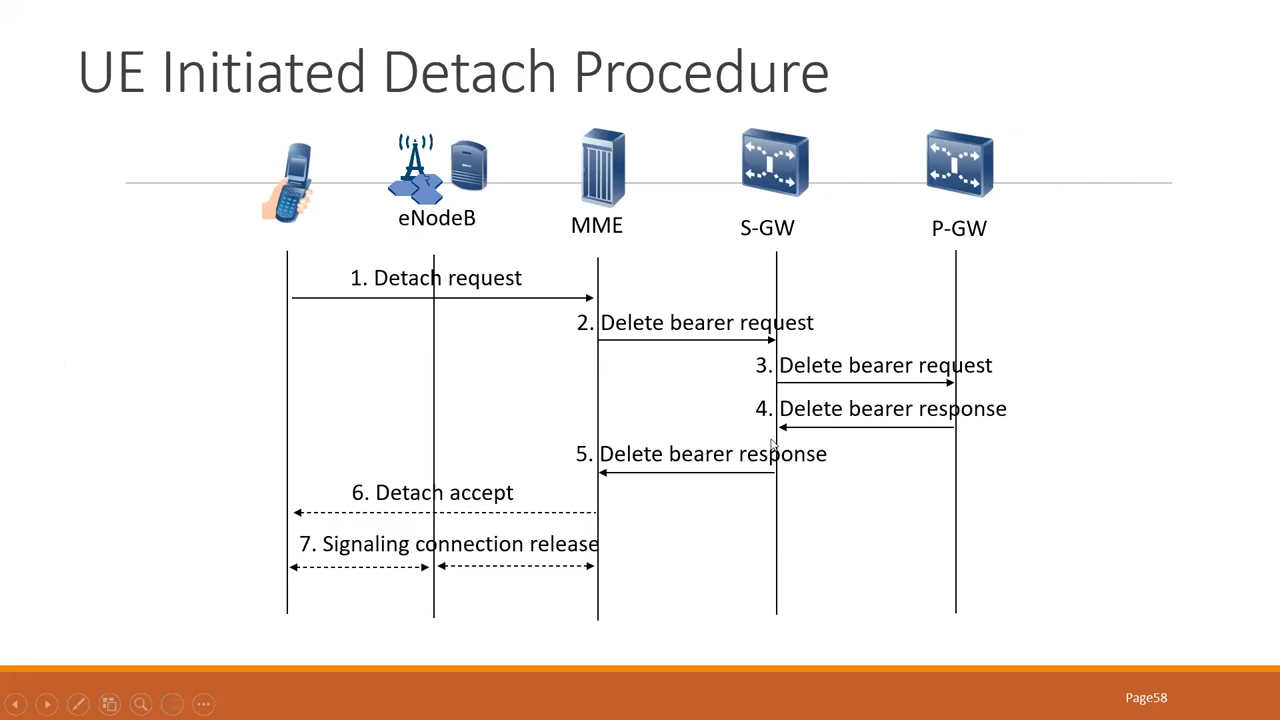 UE Initiated Detach Procedure
eNodeB
MME
S-GW
P-GW
1. Detach request
2. Delete bearer request
3. Delete bearer request
4. Delete bearer response
5. Delete bearer response
6. Detach accept
7. Signaling connection release
Page58